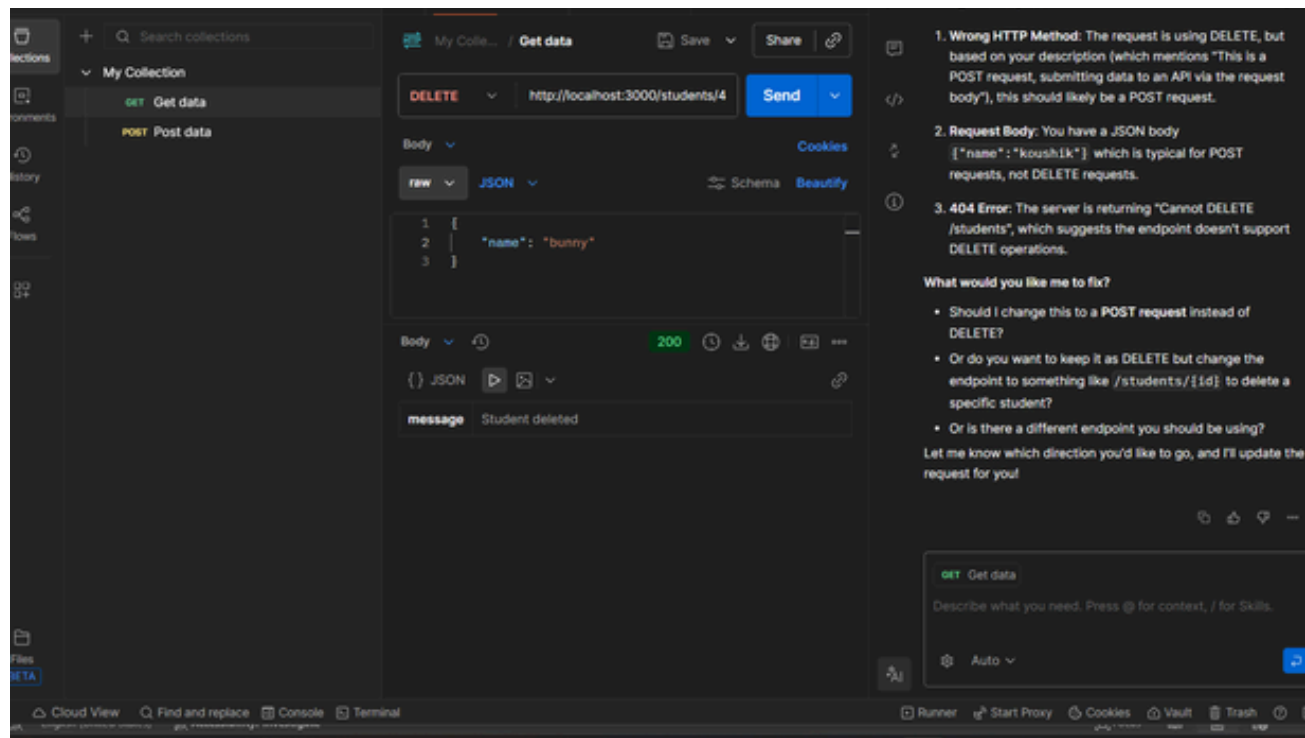 lections
ronments
istory
lows
Files
BETA
Search collections
My Collection
GET Get data
POST Post data
My Colle... / Get data
Save
Share
DELETE
http://localhost:3000/students/4
Send
Body
Cookies
raw
JSON
Schema
Beautify
1 {
2 "name": "bunny"
3 }
Body
200
{} JSON
message Student deleted
1. Wrong HTTP Method: The request is using DELETE, but
based on your description (which mentions "This is a
POST request, submitting data to an API via the request
body"), this should likely be a POST request.
2. Request Body: You have a JSON body
{"name":"koushik"} which is typical for POST
requests, not DELETE requests.
3. 404 Error: The server is returning "Cannot DELETE
/students", which suggests the endpoint doesn't support
DELETE operations.
What would you like me to fix?
• Should I change this to a POST request instead of
DELETE?
• Or do you want to keep it as DELETE but change the
endpoint to something like /students/{id} to delete a
specific student?
• Or is there a different endpoint you should be using?
Let me know which direction you'd like to go, and I'll update the
request for you!
GET Get data
Describe what you need. Press @ for context, / for Skills.
Auto
AI
Cloud View Find and replace Console Terminal
Runner Start Proxy Cookies Vault Trash